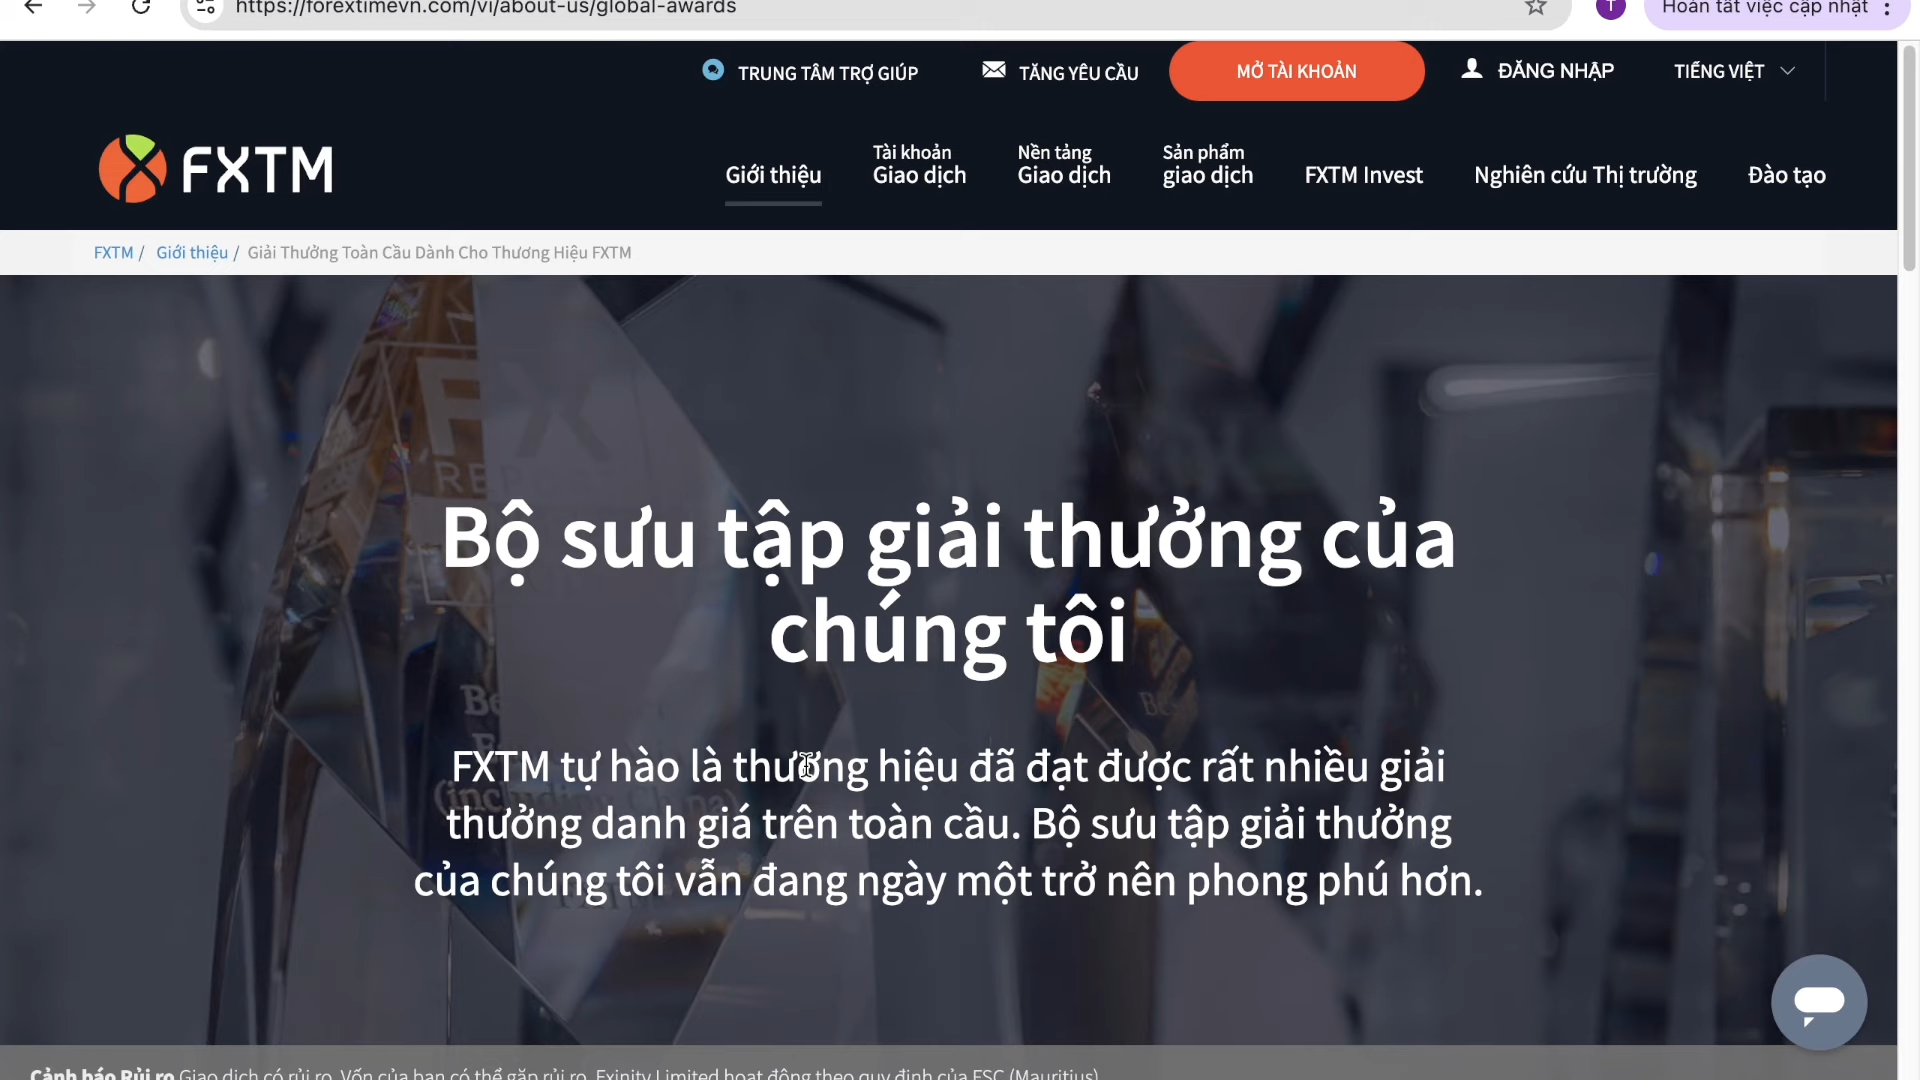 https://forextimevn.com/vi/about-us/global-awards
T
Hoàn tất việc cập nhật
TRUNG TÂM TRỢ GIÚP
TĂNG YÊU CẦU
MỞ TÀI KHOẢN
ĐĂNG NHẬP
TIẾNG VIỆT
FXTM
Giới thiệu
Tài khoản
Giao dịch
Nền tảng
Giao dịch
Sản phẩm
giao dịch
FXTM Invest
Nghiên cứu Thị trường
Đào tạo
FXTM / Giới thiệu / Giải Thưởng Toàn Cầu Dành Cho Thương Hiệu FXTM
FX
Bộ sưu tập giải thưởng của
chúng tôi
FXTM tự hào là thương hiệu đã đạt được rất nhiều giải
thưởng danh giá trên toàn cầu. Bộ sưu tập giải thưởng
của chúng tôi vẫn đang ngày một trở nên phong phú hơn.
(including China)
Cảnh báo Rủi ro Giao dịch có rủi ro. Vốn của bạn có thể gặp rủi ro. Exinity Limited hoạt động theo quy định của FSC (Mauritius)